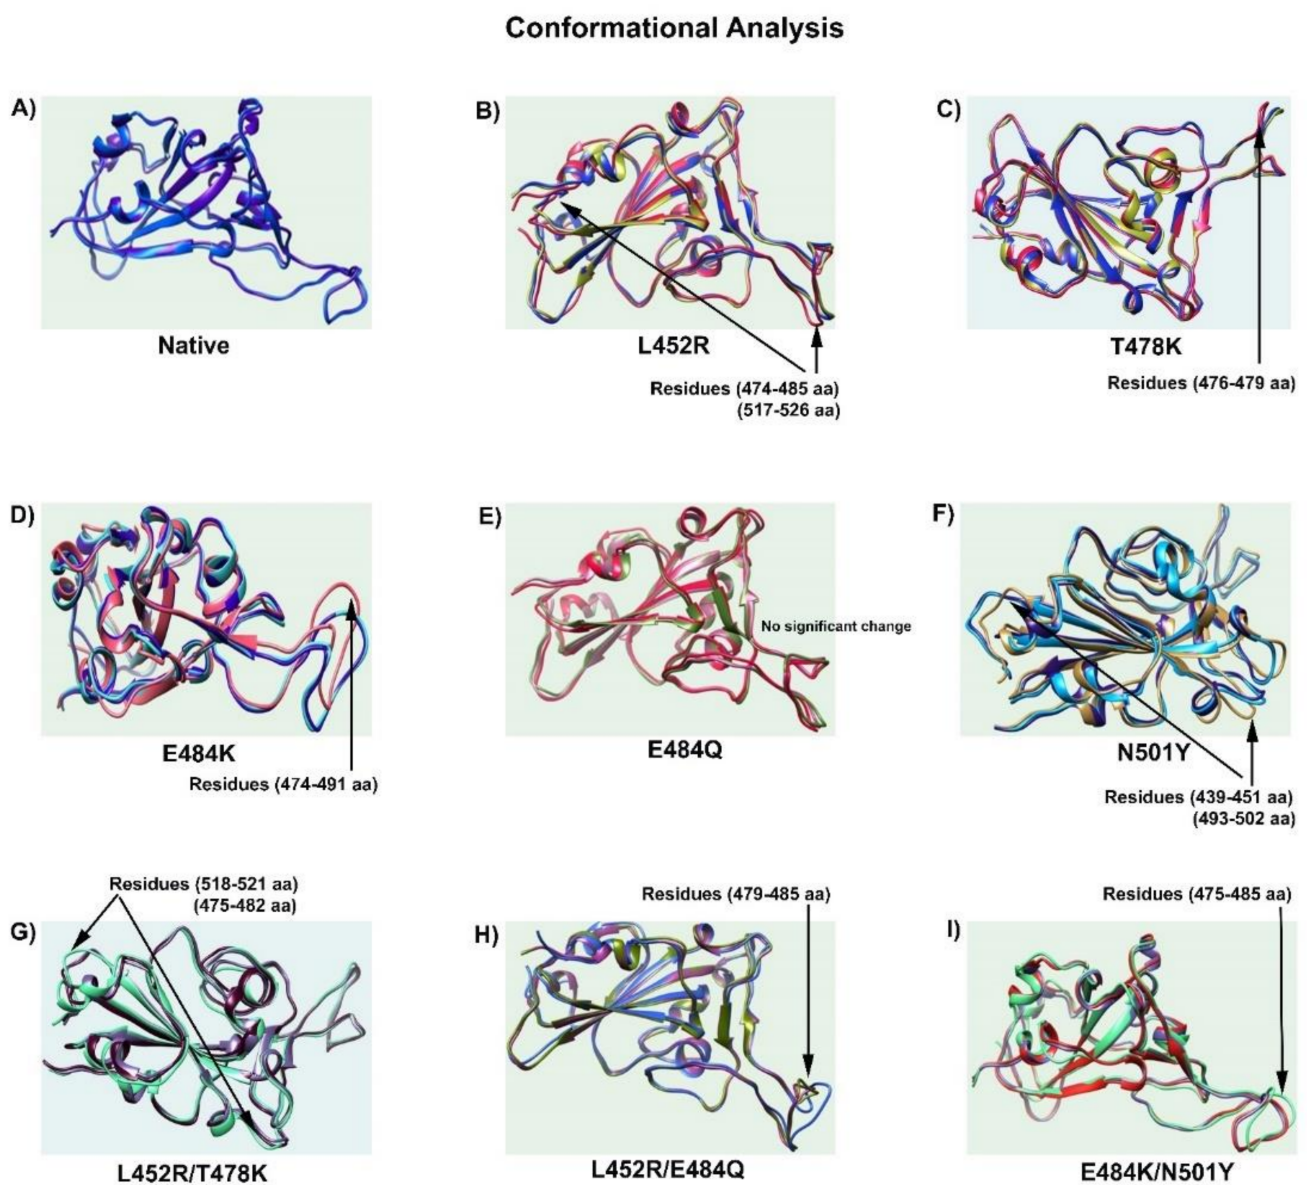 Conformational Analysis
A)
B)
C)
Native
L452R
T478K
Residues (474-485 aa)
(517-526 aa)
Residues (476-479 aa)
D)
E)
F)
No significant change
E484K
E484Q
N501Y
Residues (474-491 aa)
Residues (439-451 aa)
(493-502 aa)
Residues (518-521 aa)
(475-482 aa)
Residues (479-485 aa)
Residues (475-485 aa)
G)
H)
I)
L452R/T478K
L452R/E484Q
E484K/N501Y